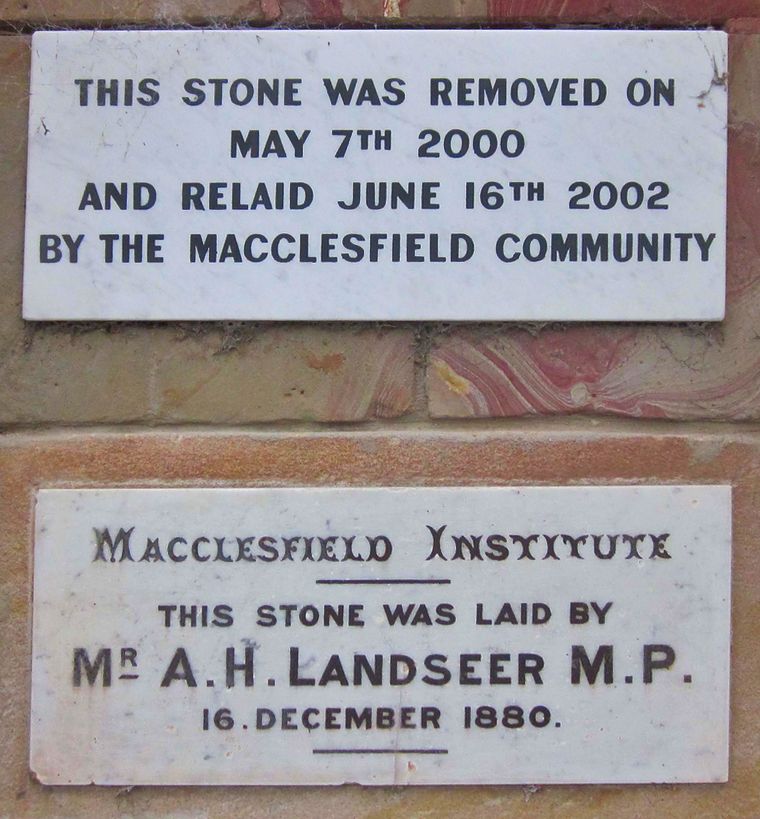 THIS STONE WAS REMOVED ON
MAY 7TH 2000
AND RELAID JUNE 16TH 2002
BY THE MACCLESFIELD COMMUNITY
MACCLESFIELD INSTITUTE
THIS STONE WAS LAID BY
MR A.H. LANDSEER M.P.
16. DECEMBER 1880.